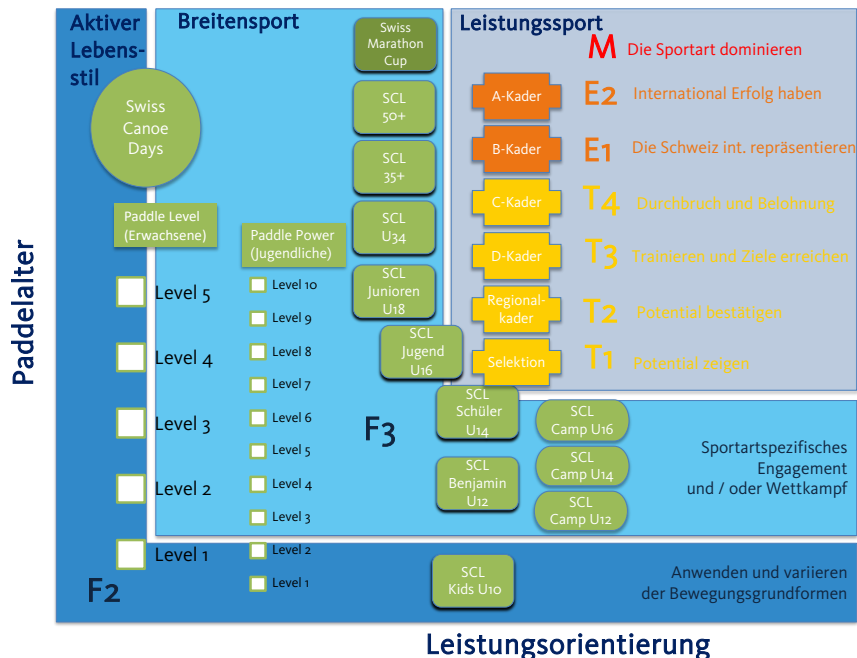 Aktiver
Lebens-
stil
Breitensport
Leistungssport
Swiss
Marathon
Cup
M Die Sportart dominieren
Swiss
Canoe
Days
SCL
50+
A-Kader
E2 International Erfolg haben
SCL
35+
B-Kader
E1 Die Schweiz int. repräsentieren
Paddle Level
(Erwachsene)
Paddle Power
(Jugendliche)
SCL
U34
C-Kader
T4 Durchbruch und Belohnung
D-Kader
T3 Trainieren und Ziele erreichen
Level 5
Level 4
Level 3
Level 2
Level 1
Level 10
Level 9
Level 8
Level 7
Level 6
Level 5
Level 4
Level 3
Level 2
Level 1
SCL
Junioren
U18
Regional-
kader
T2 Potential bestätigen
SCL
Jugend
U16
Selektion
T1 Potential zeigen
F3
SCL
Schüler
U14
SCL
Camp U16
SCL
Benjamin
U12
SCL
Camp U14
SCL
Camp U12
Sportartspezifisches
Engagement
und / oder Wettkampf
F2
SCL
Kids U10
Anwenden und variieren
der Bewegungsgrundformen
Paddelalter
Leistungsorientierung